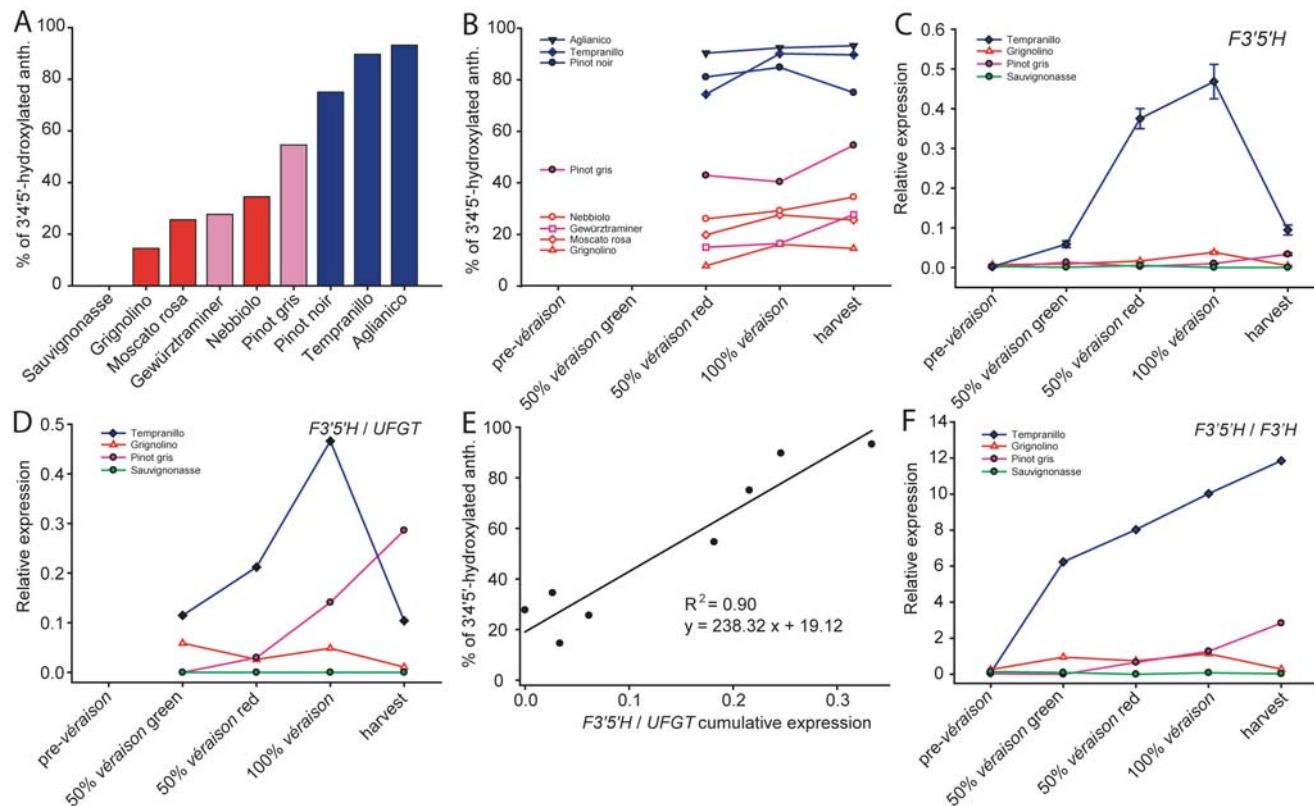 A
% of 3'4'5'-hydroxylated anth.
100
80
60
40
20
0
Sauvignonasse
Grignolino
Moscato rosa
Gewürztraminer
Nebbiolo
Pinot gris
Pinot noir
Tempranillo
Aglianico
B
% of 3'4'5'-hydroxylated anth.
100
80
60
40
20
0
Aglianico
Tempranillo
Pinot noir
Pinot gris
Nebbiolo
Gewürztraminer
Moscato rosa
Grignolino
pre-véraison
50% véraison green
50% véraison red
100% véraison
harvest
C
F3'5'H
Relative expression
0.6
0.5
0.4
0.3
0.2
0.1
0.0
Tempranillo
Grignolino
Pinot gris
Sauvignonasse
pre-véraison
50% véraison green
50% véraison red
100% véraison
harvest
D
F3'5'H / UFGT
Relative expression
0.5
0.4
0.3
0.2
0.1
0.0
Tempranillo
Grignolino
Pinot gris
Sauvignonasse
pre-véraison
50% véraison green
50% véraison red
100% véraison
harvest
E
% of 3'4'5'-hydroxylated anth.
100
80
60
40
20
0
R2 = 0.90
y = 238.32 x + 19.12
0.0 0.1 0.2 0.3
F3'5'H / UFGT cumulative expression
F
F3'5'H / F3'H
Relative expression
14
12
10
8
6
4
2
0
Tempranillo
Grignolino
Pinot gris
Sauvignonasse
pre-véraison
50% véraison green
50% véraison red
100% véraison
harvest